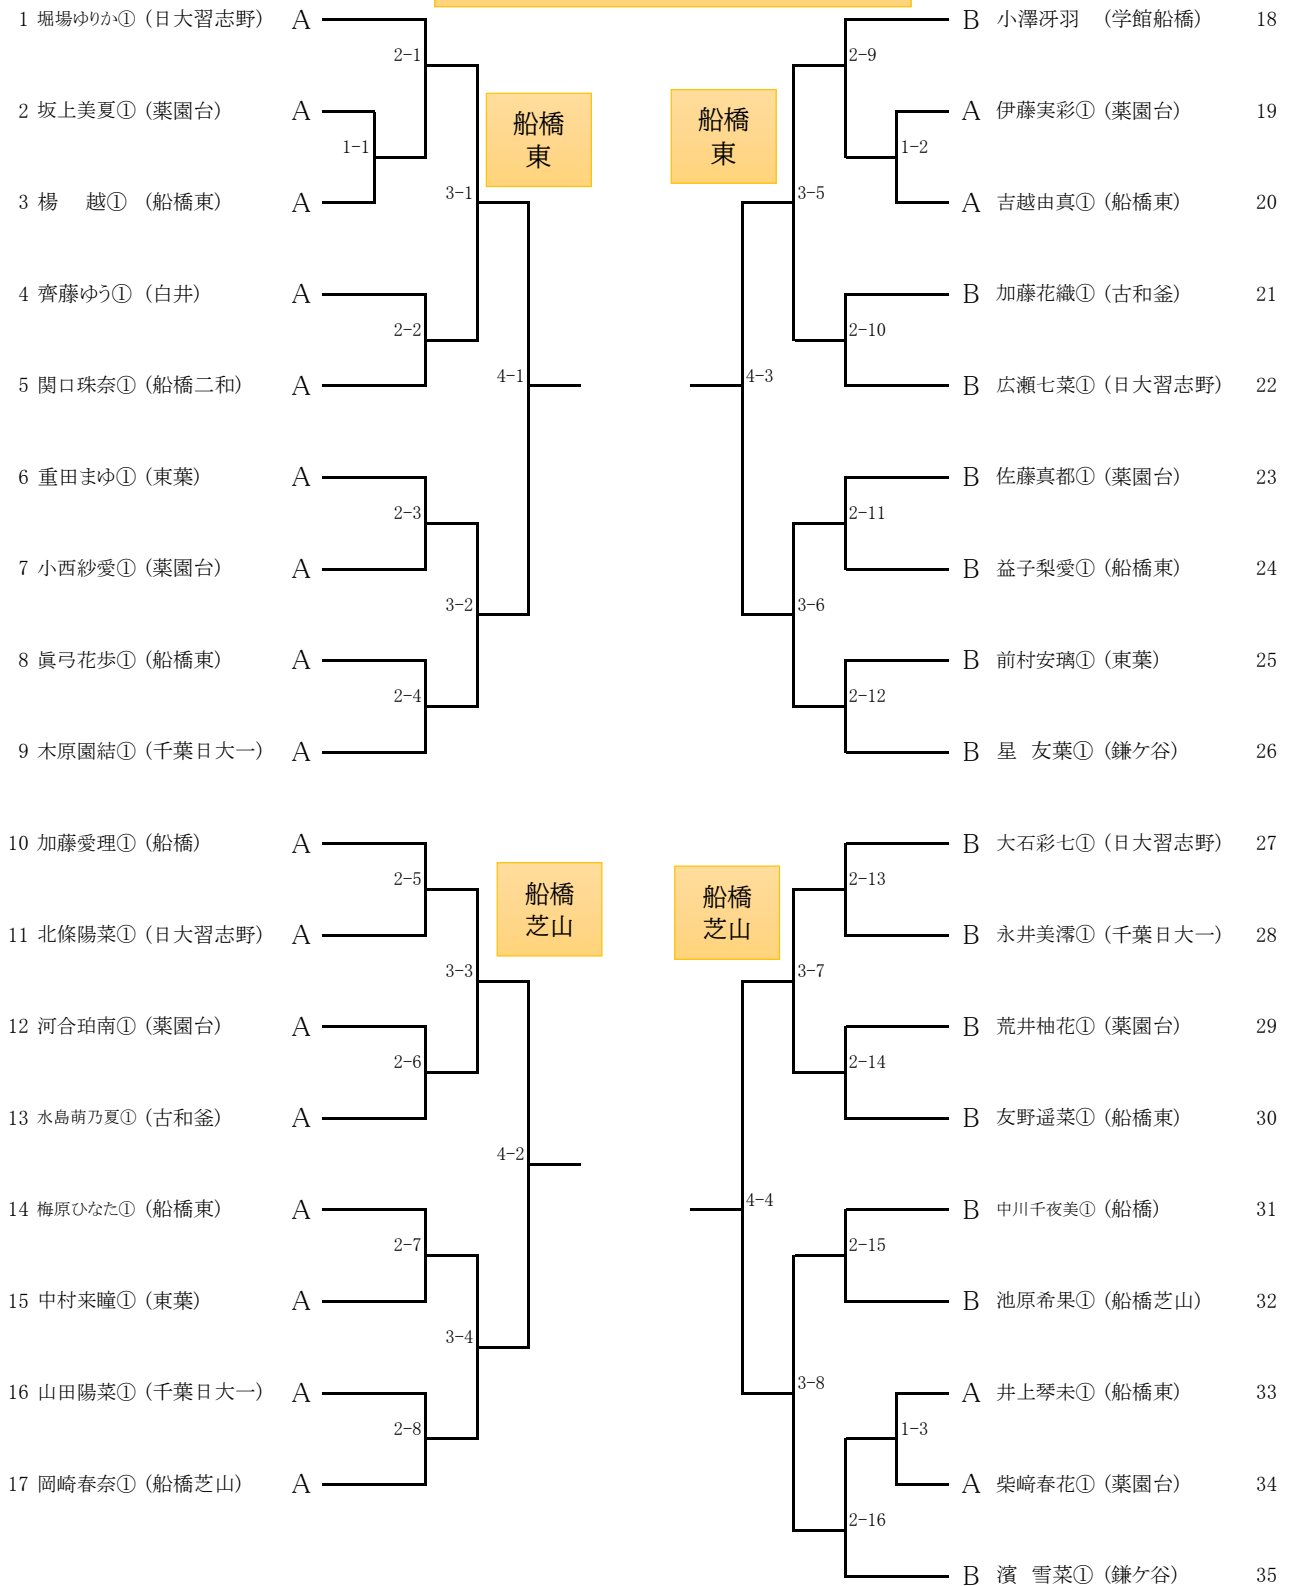 1 堀場ゆりか① (日大習志野) A
2-1
2 坂上美夏① (薬園台) A
1-1
3 楊 越① (船橋東) A
3-1
船橋
東
4 齊藤ゆう① (白井) A
2-2
5 関口珠奈① (船橋二和) A
4-1
6 重田まゆ① (東葉) A
2-3
7 小西紗愛① (薬園台) A
3-2
8 眞弓花歩① (船橋東) A
2-4
9 木原園結① (千葉日大一) A
10 加藤愛理① (船橋) A
2-5
船橋
芝山
11 北條陽菜① (日大習志野) A
3-3
12 河合珀南① (薬園台) A
2-6
13 水島萌乃夏① (古和釜) A
4-2
14 梅原ひなた① (船橋東) A
2-7
15 中村来瞳① (東葉) A
3-4
16 山田陽菜① (千葉日大一) A
2-8
17 岡崎春奈① (船橋芝山) A
B 小澤冴羽 (学館船橋) 18
2-9
船橋
東
A 伊藤実彩① (薬園台) 19
1-2
3-5
A 吉越由真① (船橋東) 20
B 加藤花織① (古和釜) 21
2-10
4-3
B 広瀬七菜① (日大習志野) 22
B 佐藤真都① (薬園台) 23
2-11
B 益子梨愛① (船橋東) 24
3-6
B 前村安璃① (東葉) 25
2-12
B 星 友葉① (鎌ケ谷) 26
B 大石彩七① (日大習志野) 27
2-13
船橋
芝山
B 永井美澪① (千葉日大一) 28
3-7
B 荒井柚花① (薬園台) 29
2-14
B 友野遥菜① (船橋東) 30
4-4
B 中川千夜美① (船橋) 31
2-15
B 池原希果① (船橋芝山) 32
3-8
A 井上琴未① (船橋東) 33
1-3
A 柴﨑春花① (薬園台) 34
2-16
B 濱 雪菜① (鎌ケ谷) 35